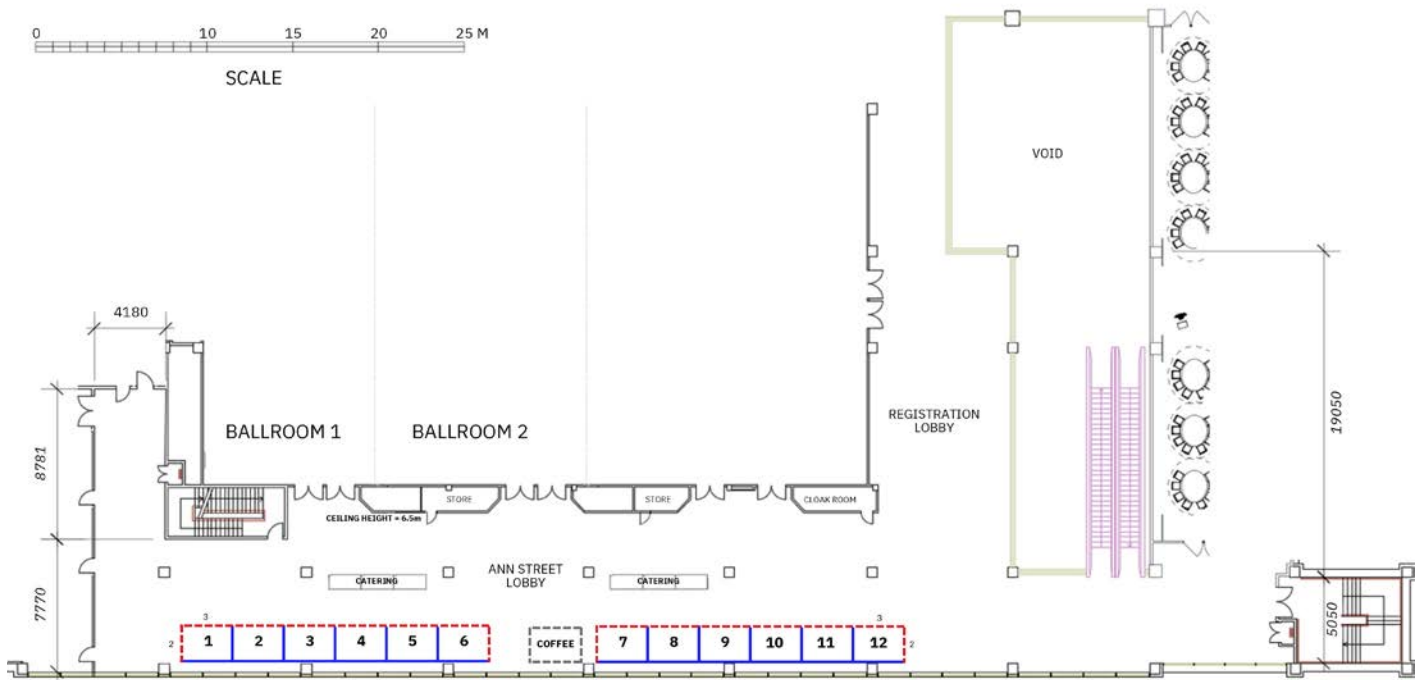 0 10 15 20 25 M
SCALE
VOID
4180
19050
REGISTRATION
LOBBY
BALLROOM 1
BALLROOM 2
8781
STORE
STORE
CLOAK ROOM
CEILING HEIGHT = 6.5m
ANN STREET
LOBBY
CATERING
CATERING
7770
5050
3
3
2
1 2 3 4 5 6
COFFEE
7 8 9 10 11 12
2